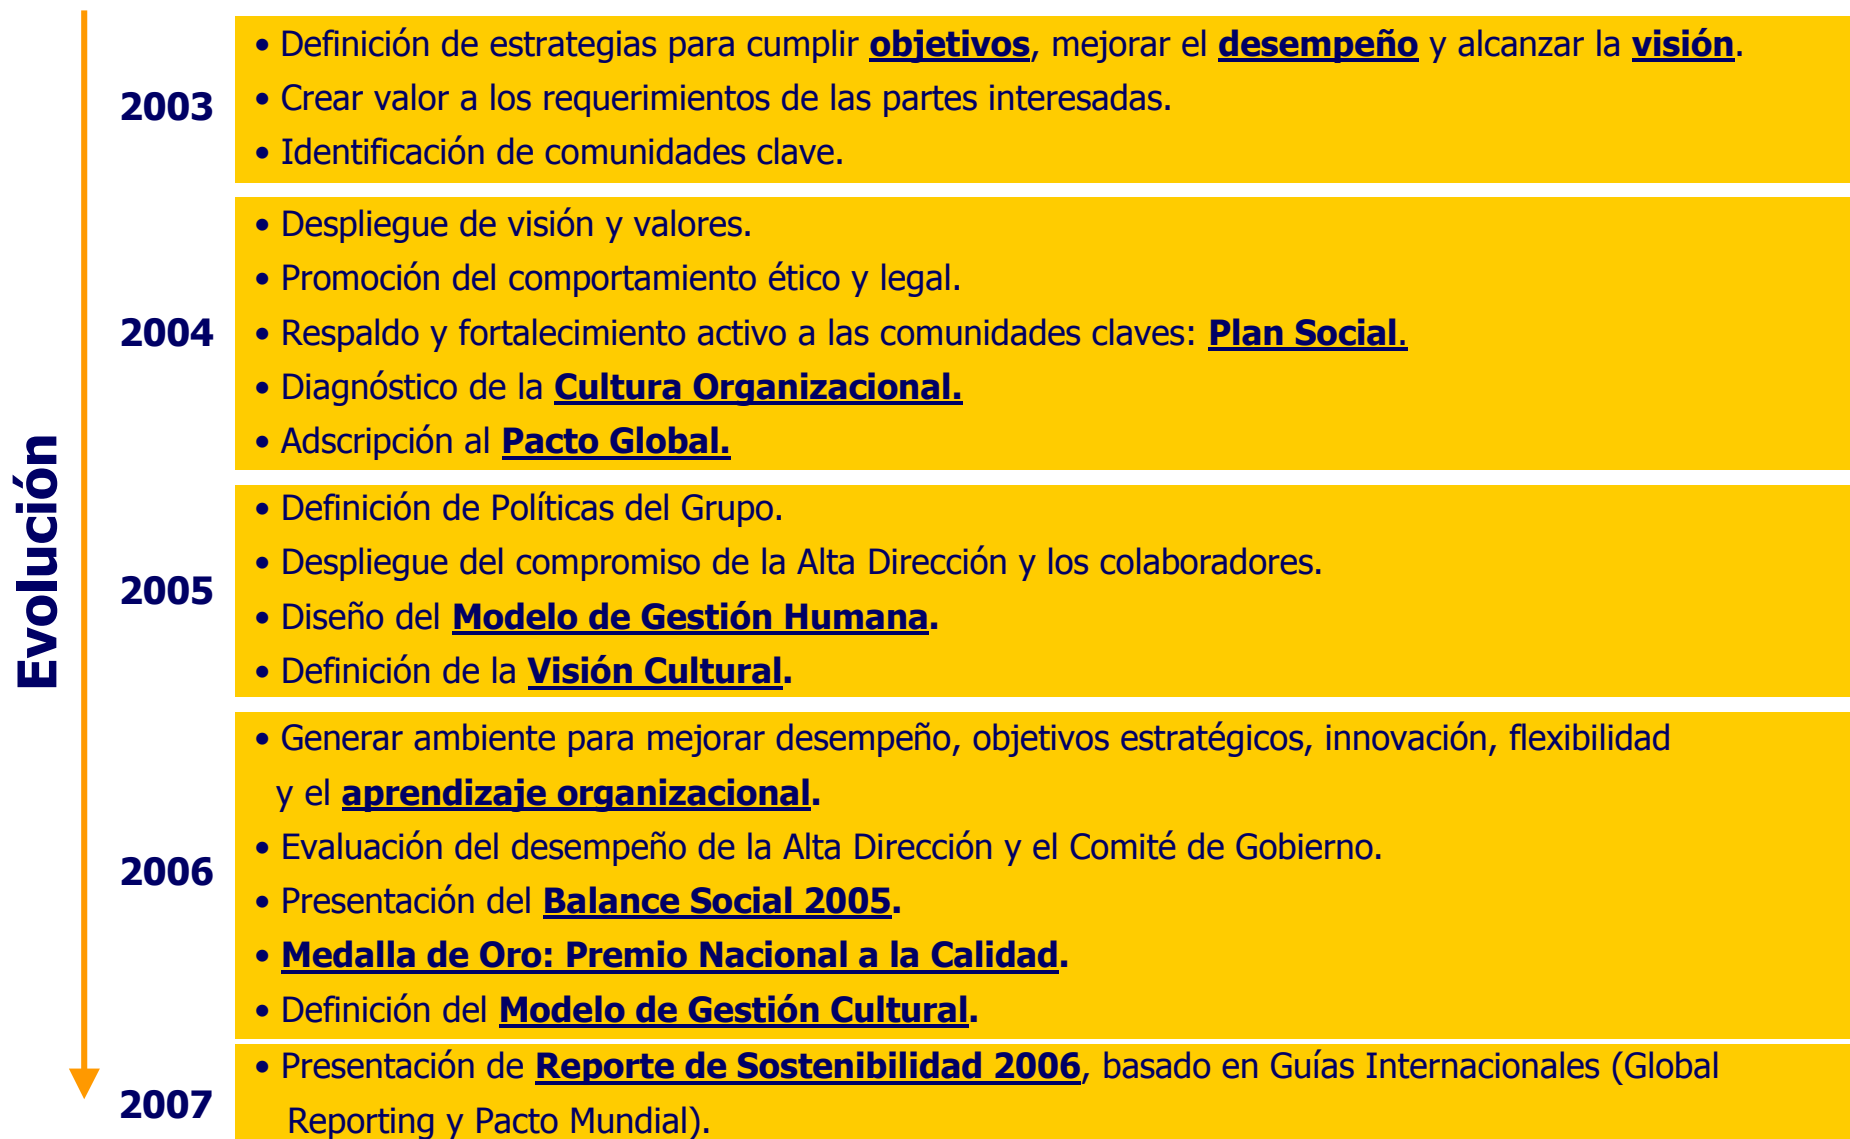 Evolución
2003
• Definición de estrategias para cumplir objetivos, mejorar el desempeño y alcanzar la visión.
• Crear valor a los requerimientos de las partes interesadas.
• Identificación de comunidades clave.
2004
• Despliegue de visión y valores.
• Promoción del comportamiento ético y legal.
• Respaldo y fortalecimiento activo a las comunidades claves: Plan Social.
• Diagnóstico de la Cultura Organizacional.
• Adscripción al Pacto Global.
2005
• Definición de Políticas del Grupo.
• Despliegue del compromiso de la Alta Dirección y los colaboradores.
• Diseño del Modelo de Gestión Humana.
• Definición de la Visión Cultural.
2006
• Generar ambiente para mejorar desempeño, objetivos estratégicos, innovación, flexibilidad
y el aprendizaje organizacional.
• Evaluación del desempeño de la Alta Dirección y el Comité de Gobierno.
• Presentación del Balance Social 2005.
• Medalla de Oro: Premio Nacional a la Calidad.
• Definición del Modelo de Gestión Cultural.
2007
• Presentación de Reporte de Sostenibilidad 2006, basado en Guías Internacionales (Global
Reporting y Pacto Mundial).